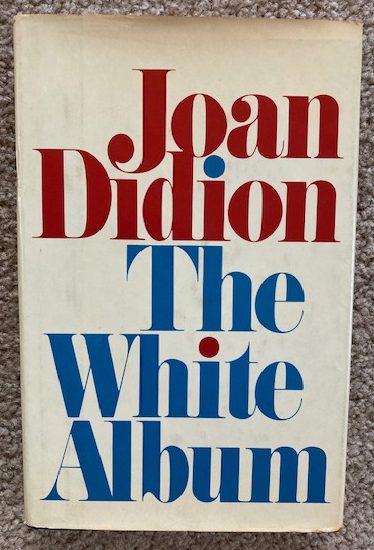 Joan
Didion
The
White
Album